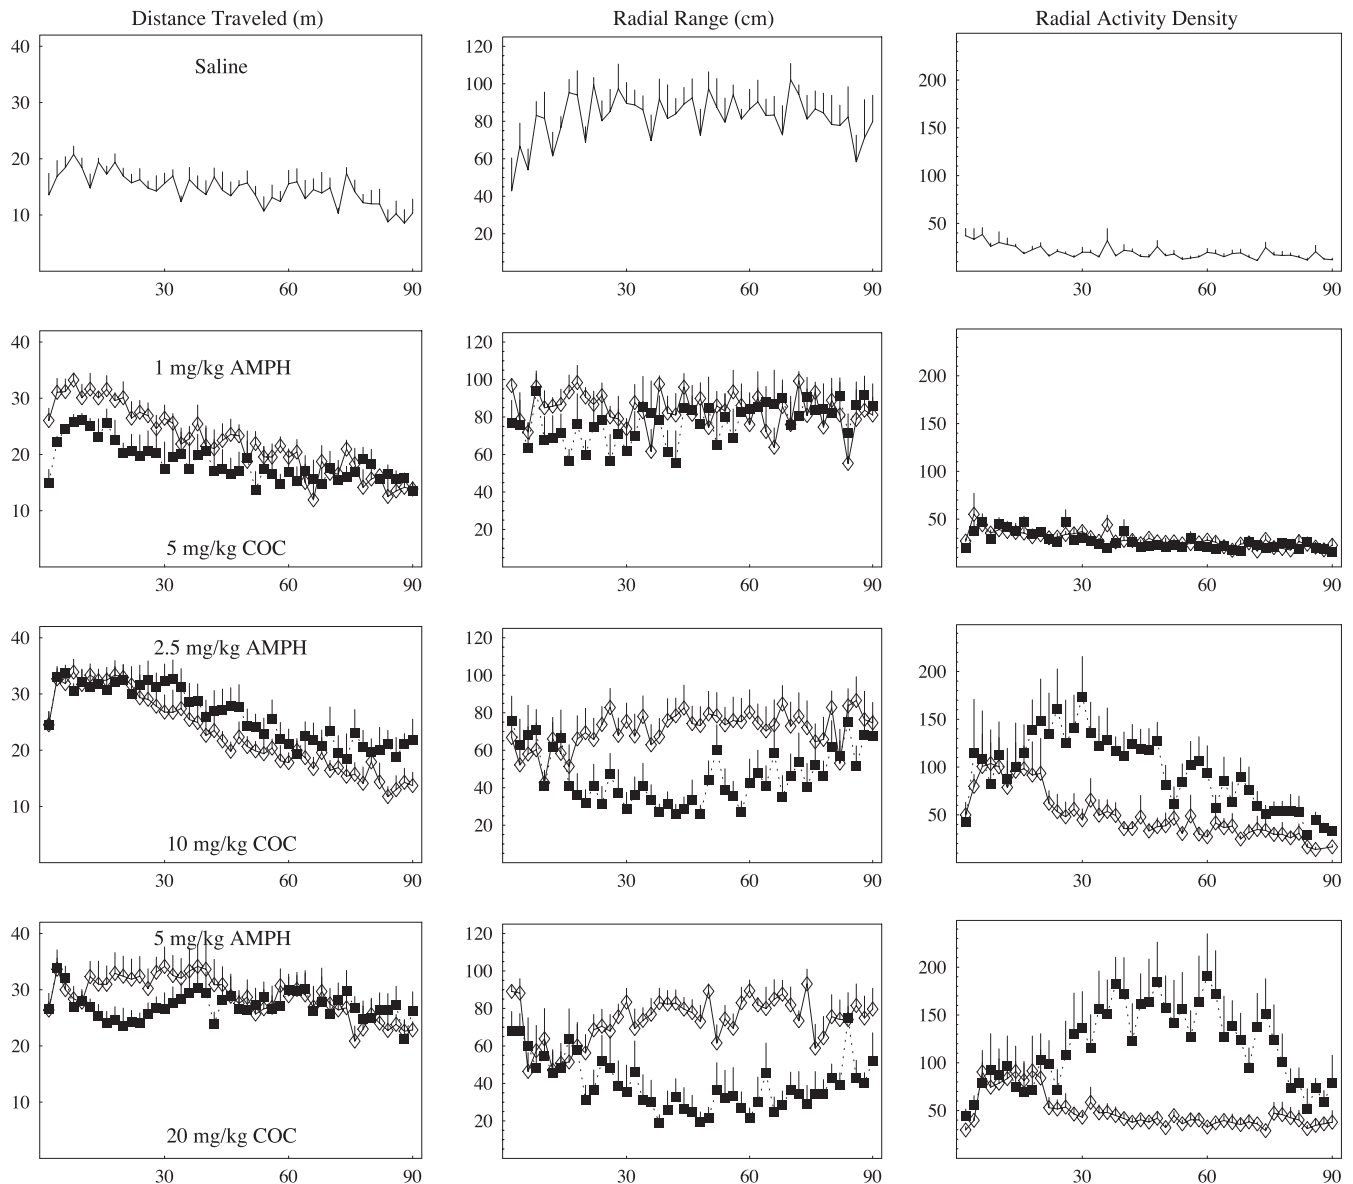 Distance Traveled (m) Radial Range (cm) Radial Activity Density
40 120 200
Saline
30 100 150
20 80 100
10 60 50
40
20
30 60 90 30 60 90 30 60 90
40 120 200
1 mg/kg AMPH
30 100 150
20 80 100
10 60 50
40
20
5 mg/kg COC
30 60 90 30 60 90 30 60 90
40 120 200
2.5 mg/kg AMPH
30 100 150
20 80 100
10 60 50
40
20
10 mg/kg COC
30 60 90 30 60 90 30 60 90
40 120 200
5 mg/kg AMPH
30 100 150
20 80 100
10 60 50
40
20
20 mg/kg COC
30 60 90 30 60 90 30 60 90